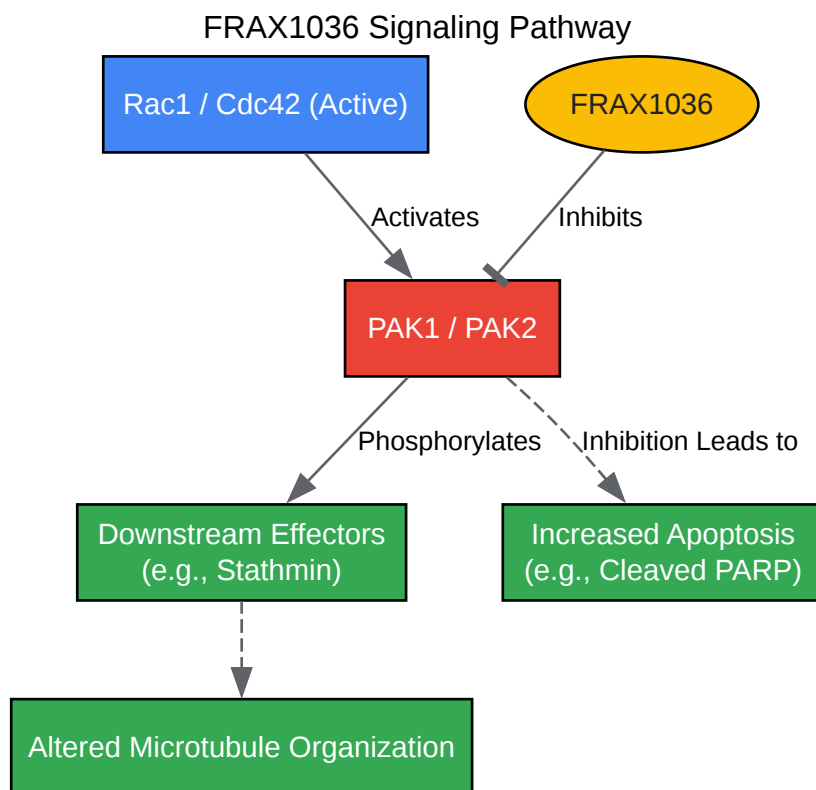 FRAX1036 Signaling Pathway
Rac1 / Cdc42 (Active)
FRAX1036
Activates
Inhibits
PAK1 / PAK2
Phosphorylates
Inhibition Leads to
Downstream Effectors
(e.g., Stathmin)
Increased Apoptosis
(e.g., Cleaved PARP)
Altered Microtubule Organization